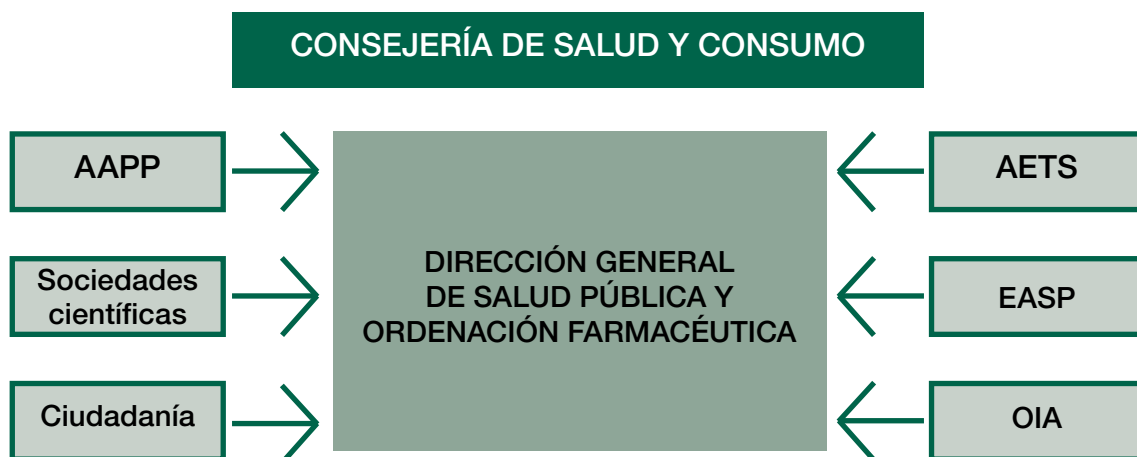 CONSEJERÍA DE SALUD Y CONSUMO
AAPP
Sociedades
científicas
Ciudadanía
DIRECCIÓN GENERAL
DE SALUD PÚBLICA Y
ORDENACIÓN FARMACÉUTICA
AETS
EASP
OIA